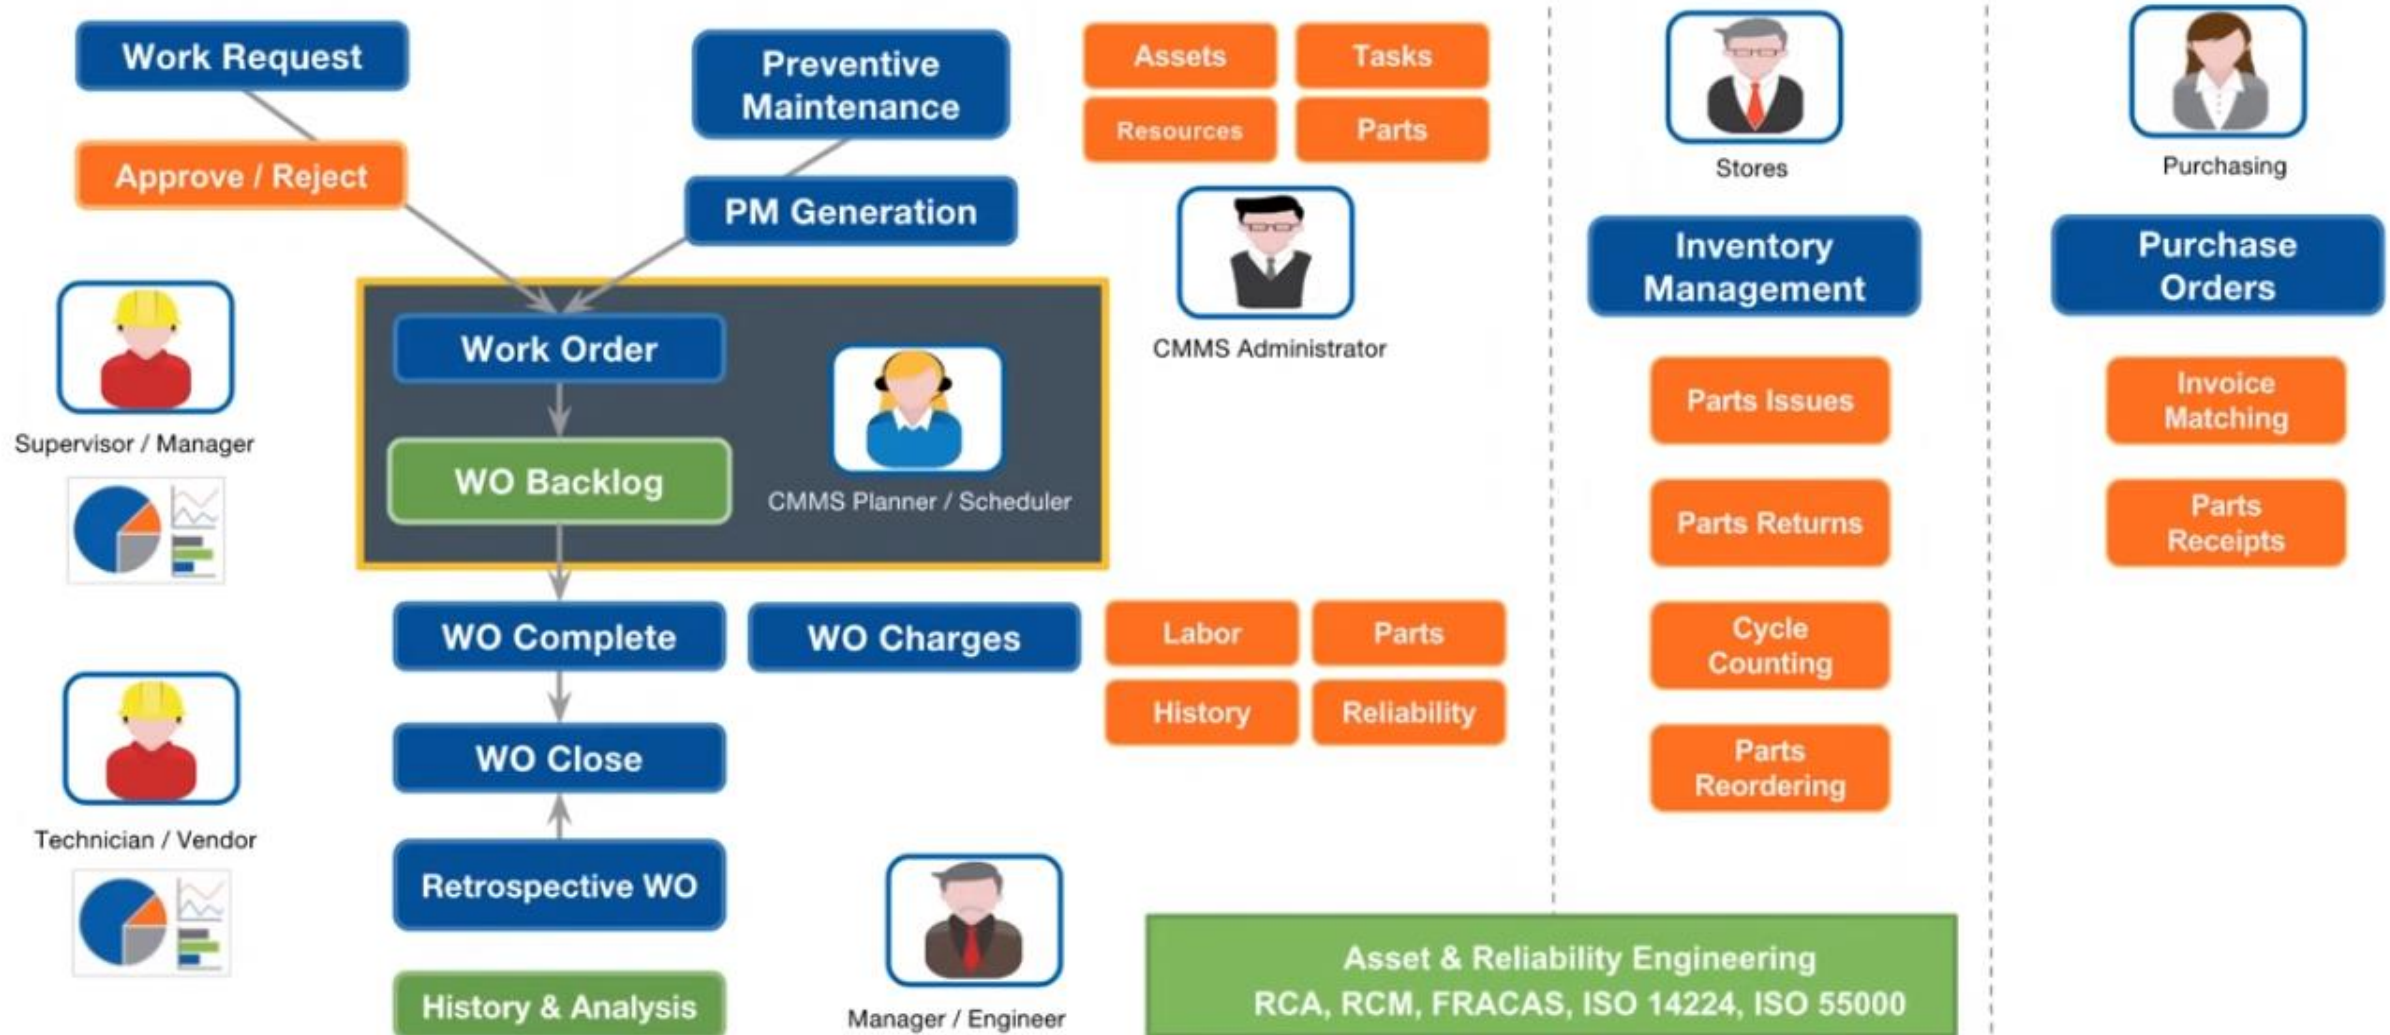 Work Request
Approve / Reject
Preventive
Maintenance
PM Generation
Assets
Tasks
Resources
Parts
CMMS Administrator
Supervisor / Manager
Work Order
WO Backlog
CMMS Planner / Scheduler
WO Complete
WO Charges
Labor
Parts
History
Reliability
WO Close
Technician / Vendor
Retrospective WO
History & Analysis
Manager / Engineer
Asset & Reliability Engineering
RCA, RCM, FRACAS, ISO 14224, ISO 55000
Stores
Inventory
Management
Parts Issues
Parts Returns
Cycle
Counting
Parts
Reordering
Purchasing
Purchase
Orders
Invoice
Matching
Parts
Receipts